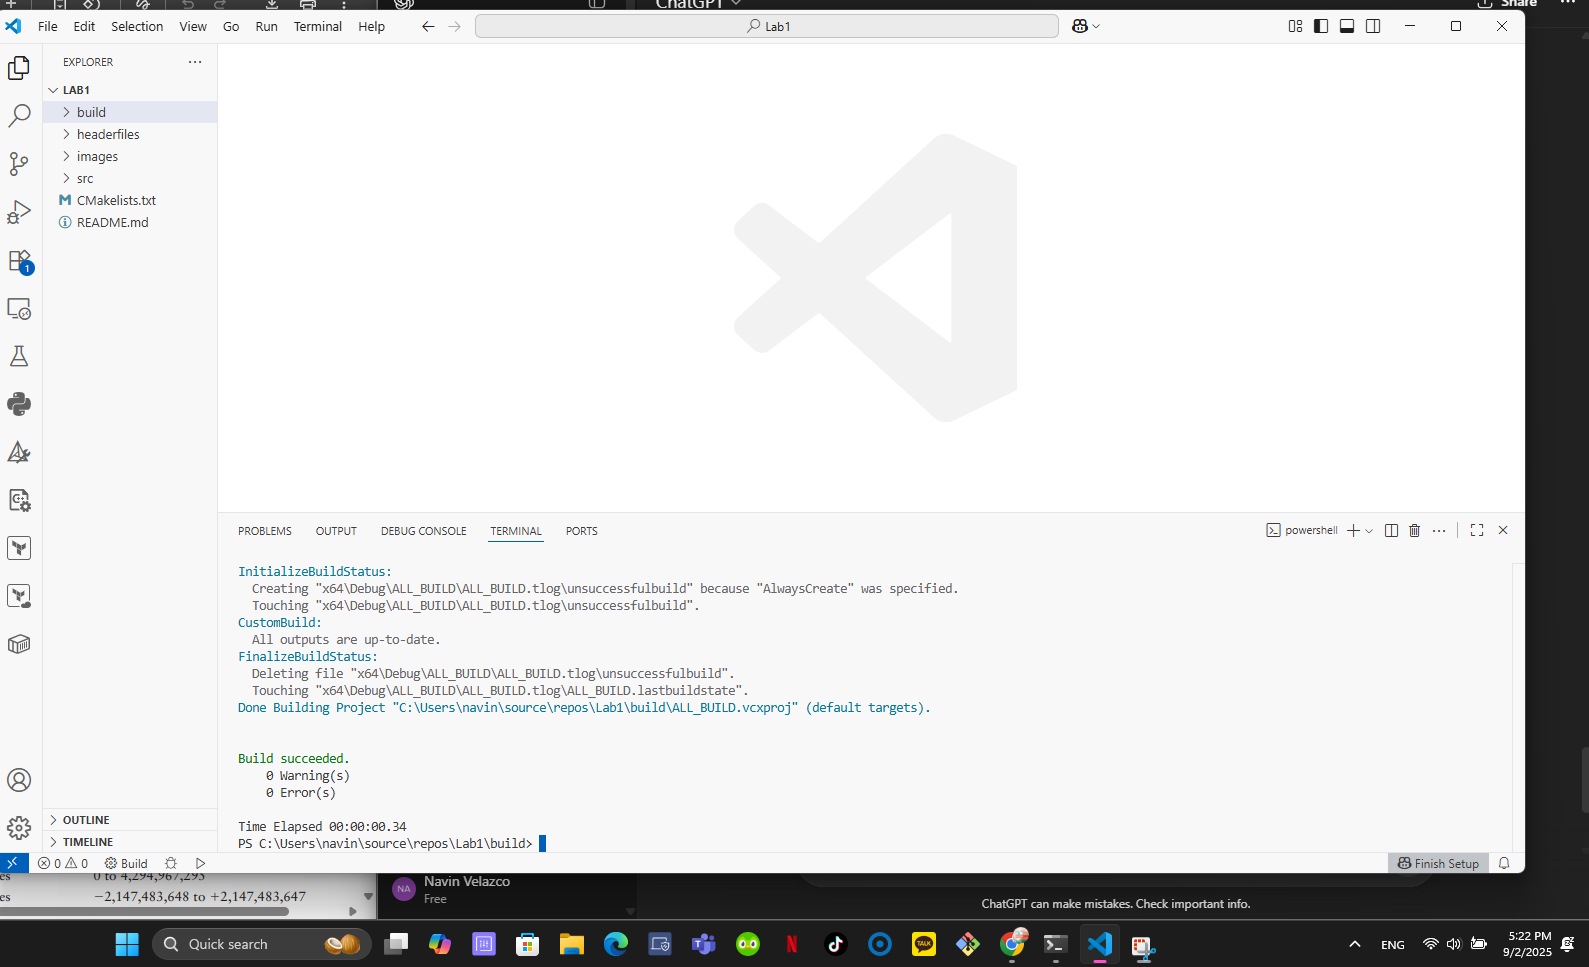 ChatGPT
Share
File Edit Selection View Go Run Terminal Help
Lab1
EXPLORER
LAB1
build
headerfiles
images
src
CMakelists.txt
README.md
1
PROBLEMS OUTPUT DEBUG CONSOLE TERMINAL PORTS
powershell
InitializeBuildStatus:
Creating "x64\Debug\ALL_BUILD\ALL_BUILD.tlog\unsuccessfulbuild" because "AlwaysCreate" was specified.
Touching "x64\Debug\ALL_BUILD\ALL_BUILD.tlog\unsuccessfulbuild".
CustomBuild:
All outputs are up-to-date.
FinalizeBuildStatus:
Deleting file "x64\Debug\ALL_BUILD\ALL_BUILD.tlog\unsuccessfulbuild".
Touching "x64\Debug\ALL_BUILD\ALL_BUILD.tlog\ALL_BUILD.lastbuildstate".
Done Building Project "C:\Users\navin\source\repos\Lab1\build\ALL_BUILD.vcxproj" (default targets).
Build succeeded.
0 Warning(s)
0 Error(s)
Time Elapsed 00:00:00.34
PS C:\Users\navin\source\repos\Lab1\build>
OUTLINE
TIMELINE
0 0 Build
Finish Setup
es 0 to 4,294,967,295
es −2,147,483,648 to +2,147,483,647
NA
Navin Velazco
Free
ChatGPT can make mistakes. Check important info.
Quick search
TALK
ENG
5:22 PM
9/2/2025